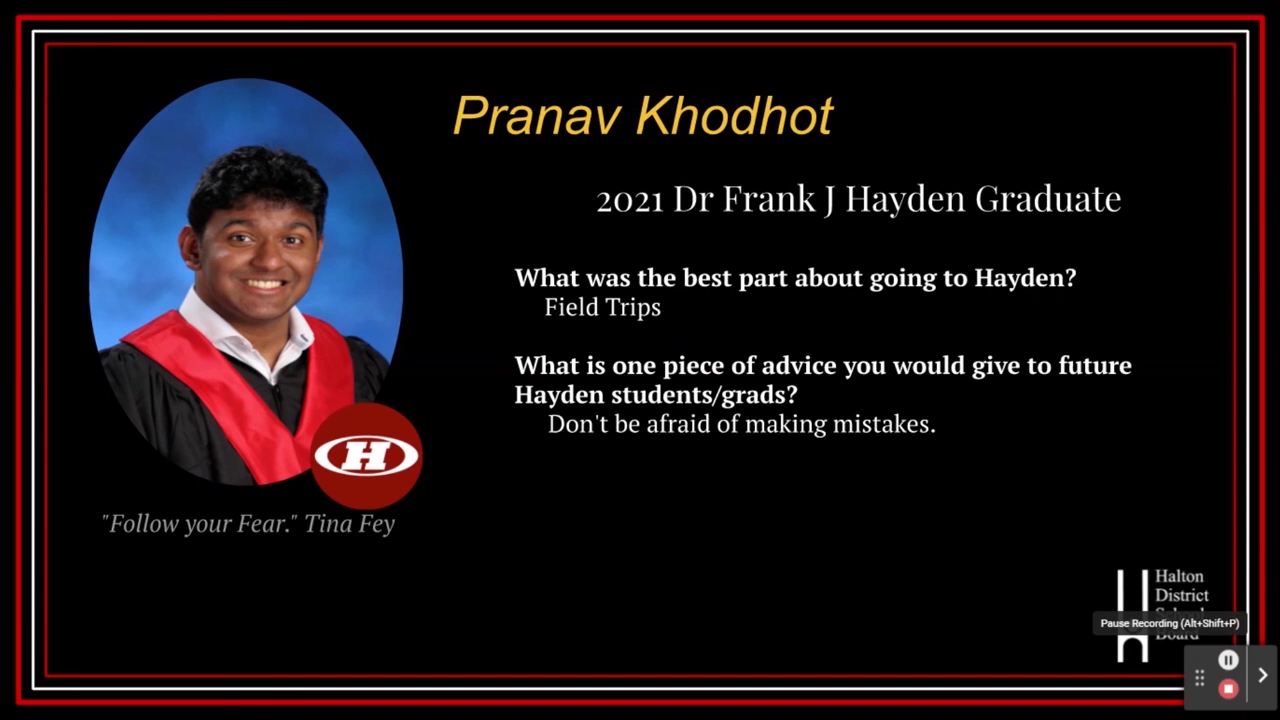 Pranav Khodhot
2021 Dr Frank J Hayden Graduate
What was the best part about going to Hayden?
Field Trips
What is one piece of advice you would give to future
Hayden students/grads?
Don't be afraid of making mistakes.
H
"Follow your Fear." Tina Fey
Halton
District
School
Board
Pause Recording (Alt+Shift+P)